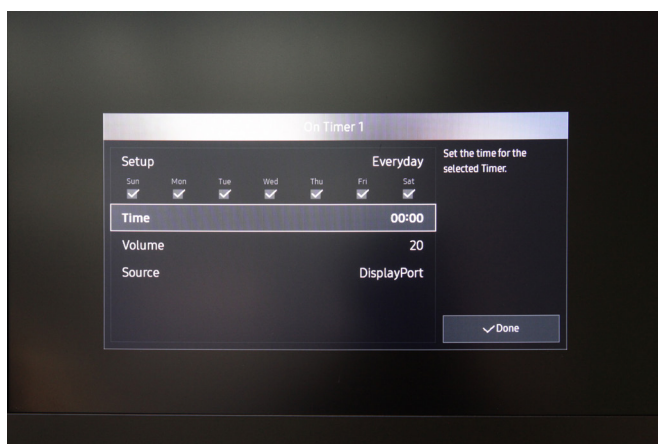 On Timer 1
Setup Everyday
Sun Mon Tue Wed Thu Fri Sat
Time 00:00
Volume 20
Source DisplayPort
Set the time for the
selected Timer.
Done